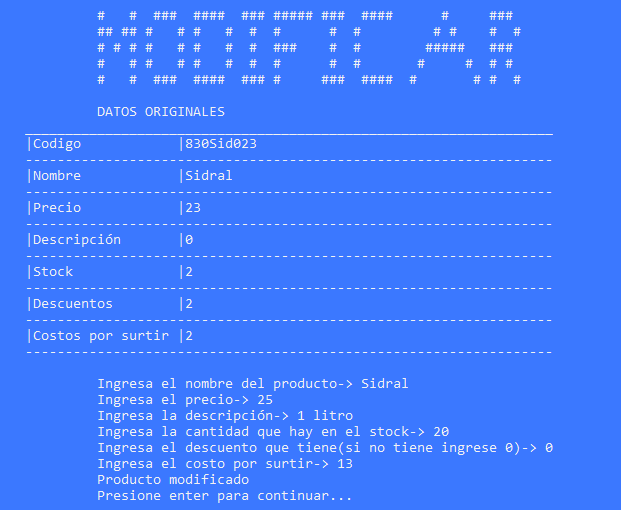 MODIFICAR
DATOS ORIGINALES
|Codigo |830Sid023
|Nombre |Sidral
|Precio |23
|Descripción |0
|Stock |2
|Descuentos |2
|Costos por surtir |2
Ingresa el nombre del producto-> Sidral
Ingresa el precio-> 25
Ingresa la descripción-> 1 litro
Ingresa la cantidad que hay en el stock-> 20
Ingresa el descuento que tiene(si no tiene ingrese 0)-> 0
Ingresa el costo por surtir-> 13
Producto modificado
Presione enter para continuar...